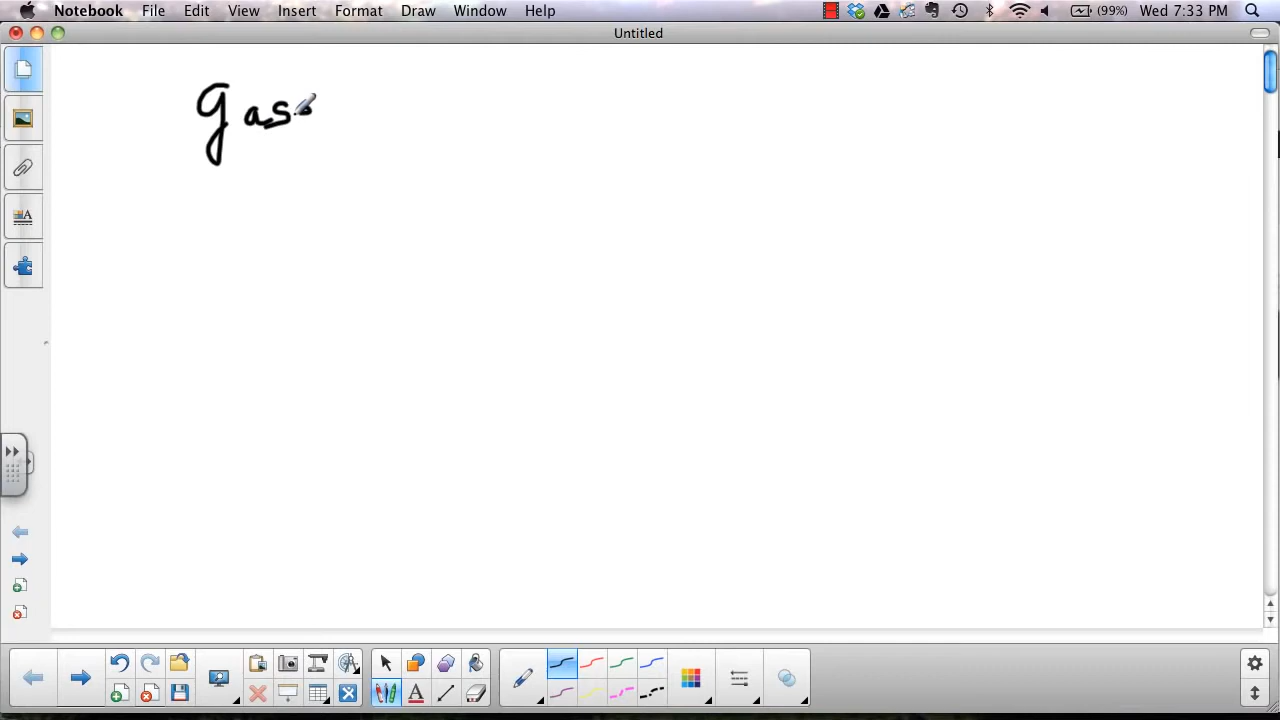 Notebook File Edit View Insert Format Draw Window Help (99%) Wed 7:33 PM
Untitled
Gas